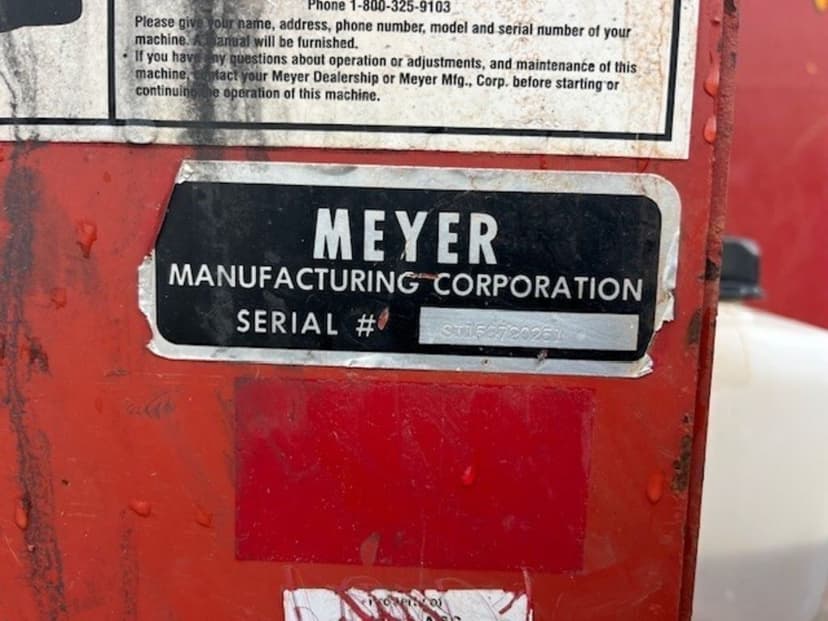 Phone 1-800-325-9103
Please give your name, address, phone number, model and serial number of your
machine. A manual will be furnished.
• If you have any questions about operation or adjustments, and maintenance of this
machine, contact your Meyer Dealership or Meyer Mfg., Corp. before starting or
continuing the operation of this machine.
MEYER
MANUFACTURING CORPORATION
SERIAL #